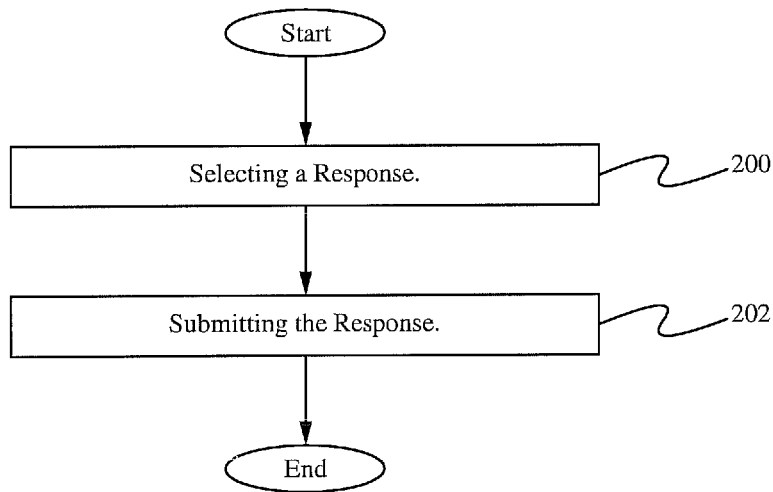 Start
Selecting a Response.
200
Submitting the Response.
202
End